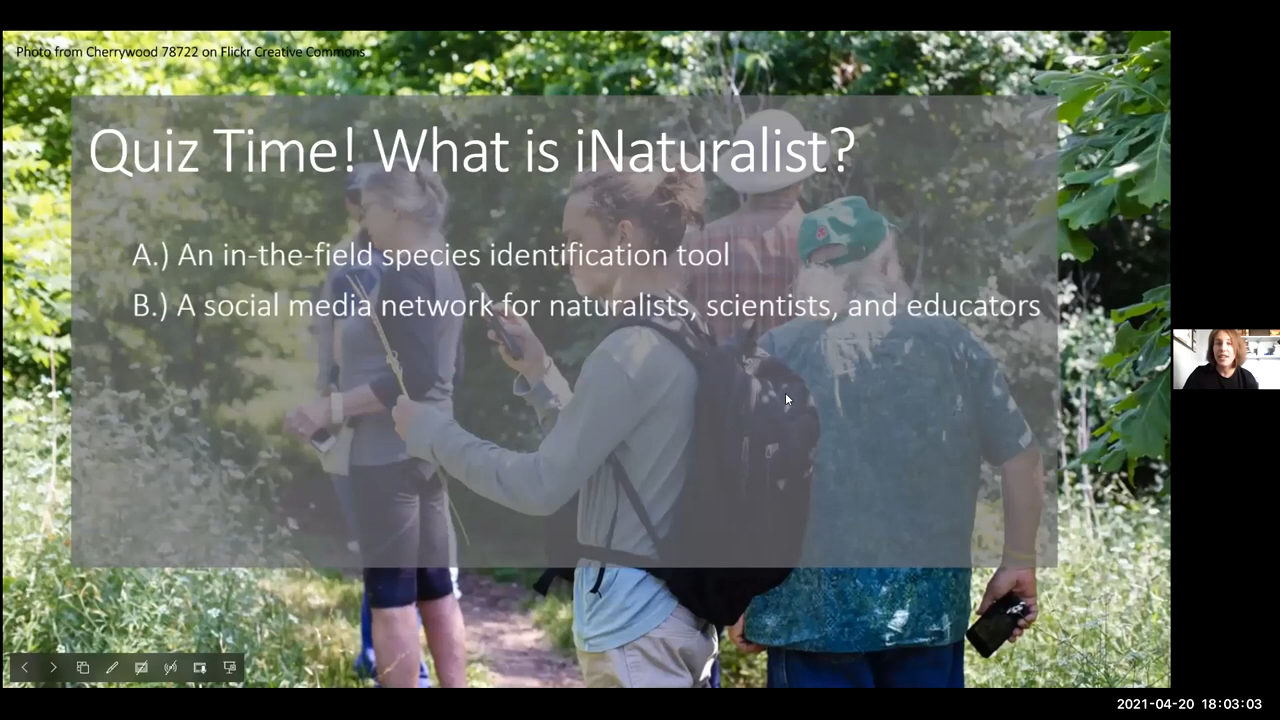 Photo from Cherrywood 78722 on Flickr Creative Commons
Quiz Time! What is iNaturalist?
A.) An in-the-field species identification tool
B.) A social media network for naturalists, scientists, and educators
2021-04-20 18:03:03